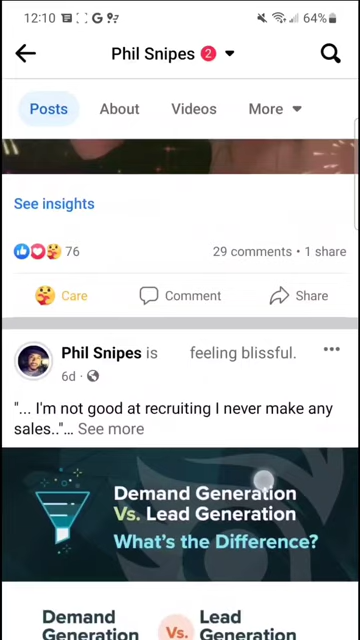 12:10 G 64%
Phil Snipes 2
Posts About Videos More
See insights
76 29 comments • 1 share
Care Comment Share
Phil Snipes is feeling blissful.
6d ·
"... I'm not good at recruiting I never make any
sales.."... See more
Demand Generation
Vs. Lead Generation
What's the Difference?
Demand Generation Vs. Lead Generation